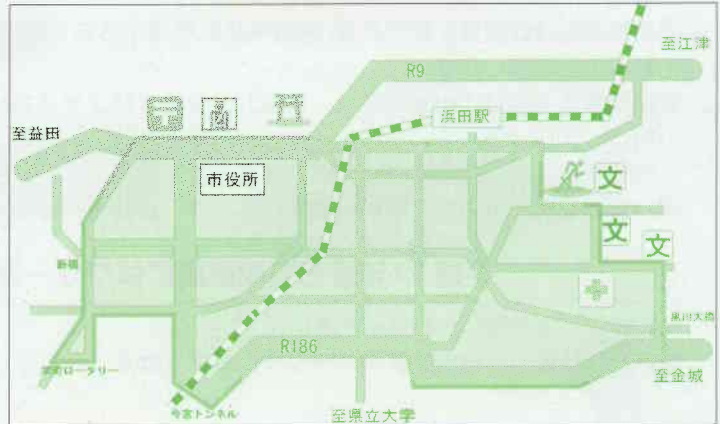 至江津
R9
浜田駅
至益田
市役所
文
文
文
新橋
黒川大橋
R186
至金城
今宮トンネル
至県立大学